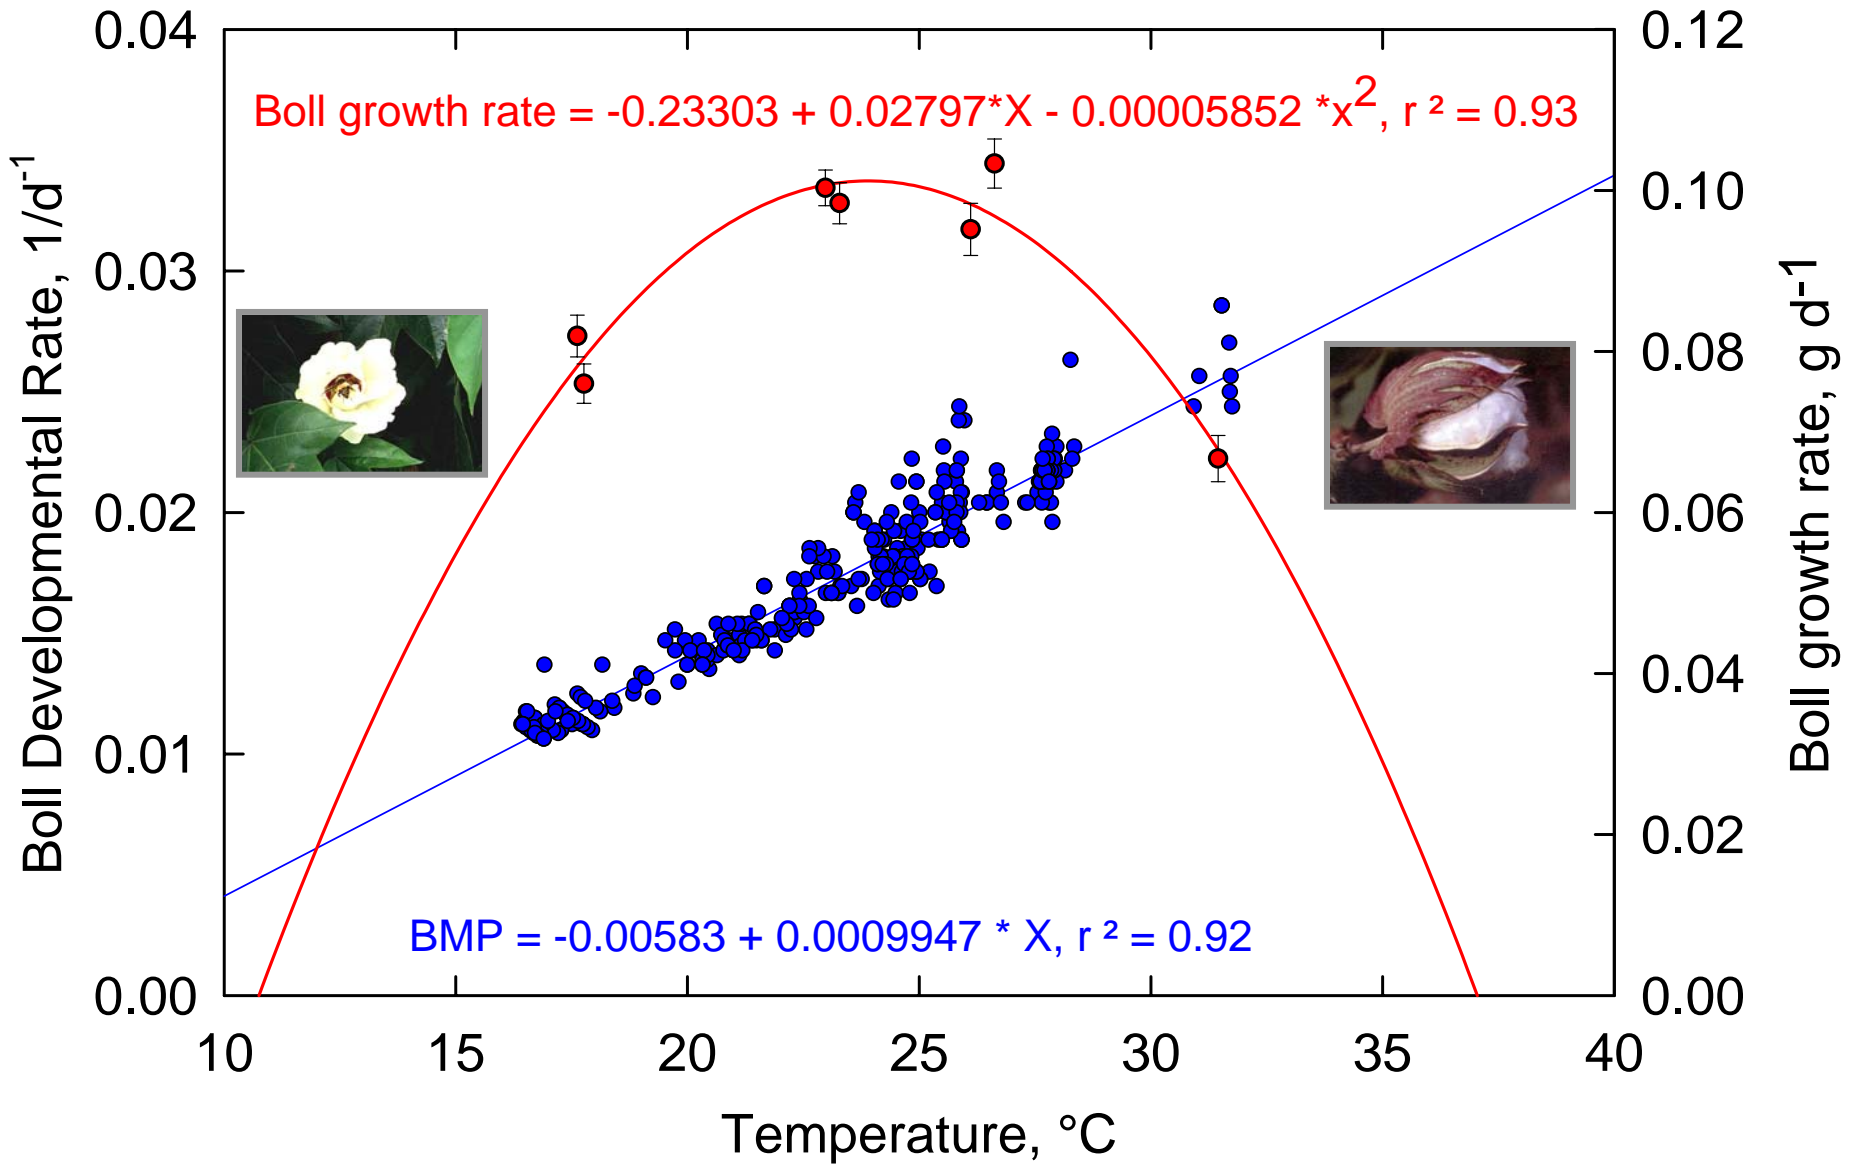 Boll growth rate = -0.23303 + 0.02797*X - 0.00005852 *x², r ² = 0.93
BMP = -0.00583 + 0.0009947 * X, r ² = 0.92
Boll Developmental Rate, 1/d⁻¹
0.04
0.03
0.02
0.01
0.00
Boll growth rate, g d⁻¹
0.12
0.10
0.08
0.06
0.04
0.02
0.00
10 15 20 25 30 35 40
Temperature, °C